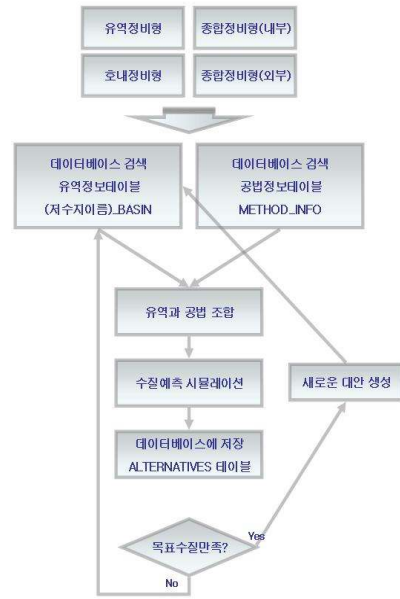 유역정비형
종합정비형(내부)
호내정비형
종합정비형(외부)
데이터베이스 검색
유역정보테이블
(저수지이름)_BASIN
데이터베이스 검색
공법정보테이블
METHOD_INFO
유역과 공법 조합
수질예측 시뮬레이션
새로운 대안 생성
데이터베이스에 저장
ALTERNATIVES 테이블
목표수질만족?
Yes
No